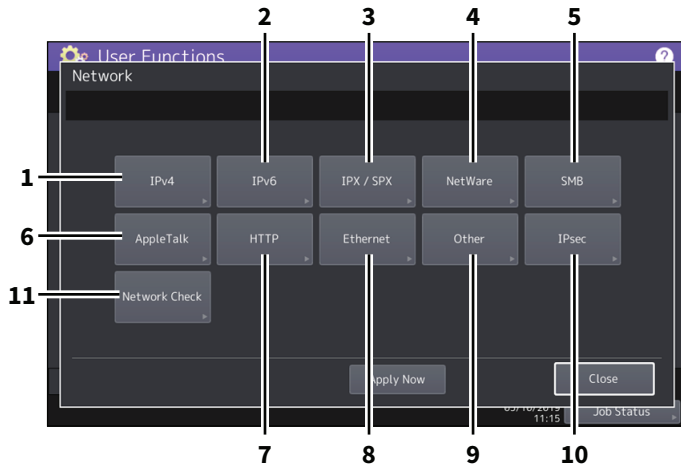 2 3 4 5
User Functions ?
Network
1 IPv4 IPv6 IPX / SPX NetWare SMB
6 AppleTalk HTTP Ethernet Other IPsec
11 Network Check
Apply Now Close
11:15 Job Status
7 8 9 10